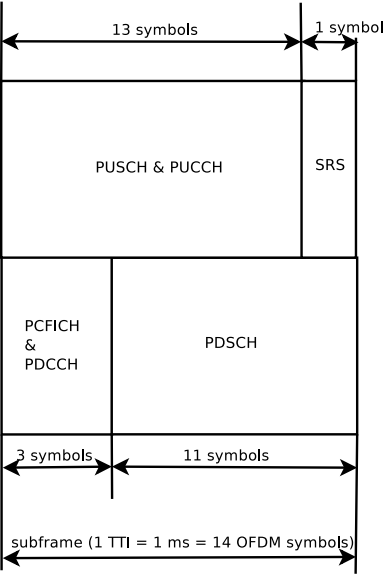 13 symbols
1 symbol
PUSCH & PUCCH
SRS
PCFICH
&
PDCCH
PDSCH
3 symbols
11 symbols
subframe (1 TTI = 1 ms = 14 OFDM symbols)